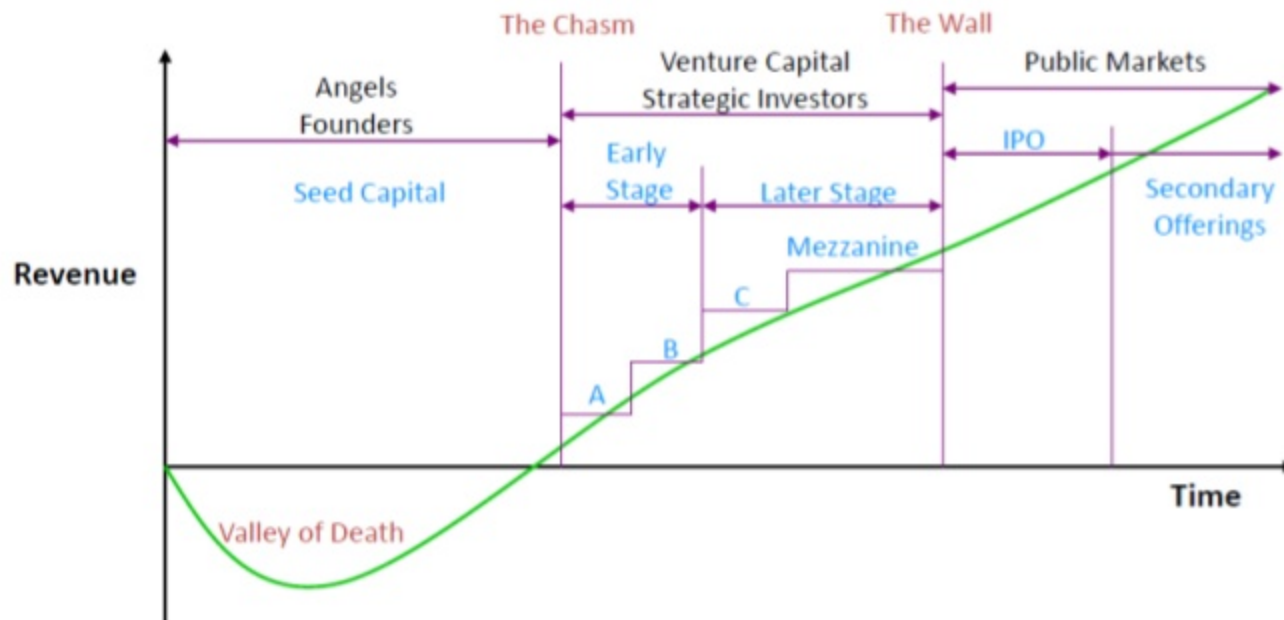 The Chasm
The Wall
Angels
Founders
Venture Capital
Strategic Investors
Public Markets
Seed Capital
Early
Stage
Later Stage
IPO
Secondary
Offerings
Mezzanine
Revenue
C
B
A
Time
Valley of Death